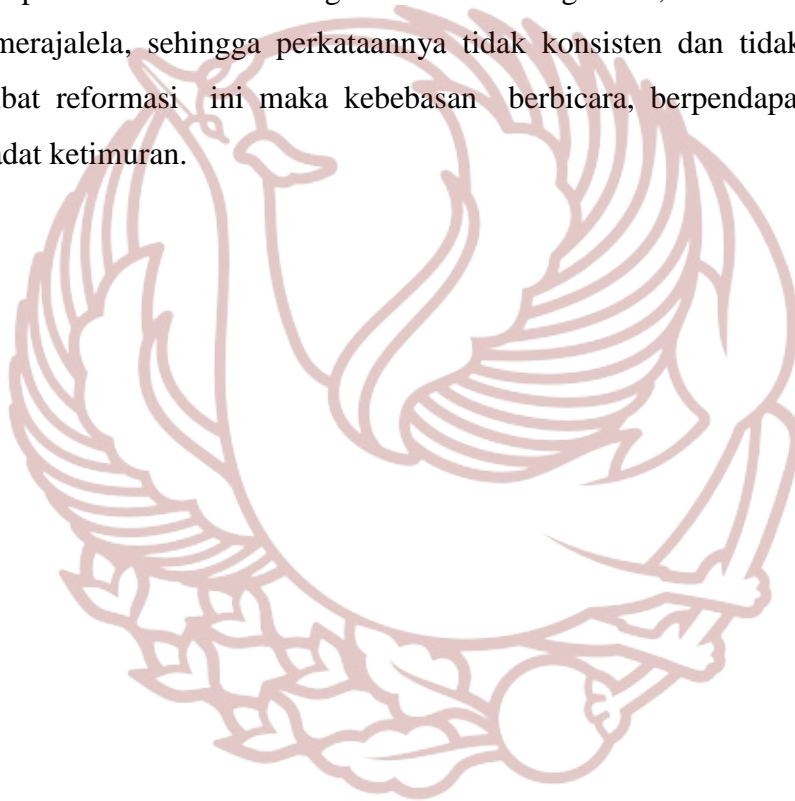 merajalela, sehingga perkataannya tidak konsisten dan tidak
bat reformasi ini maka kebebasan berbicara, berpendapa
adat ketimuran.